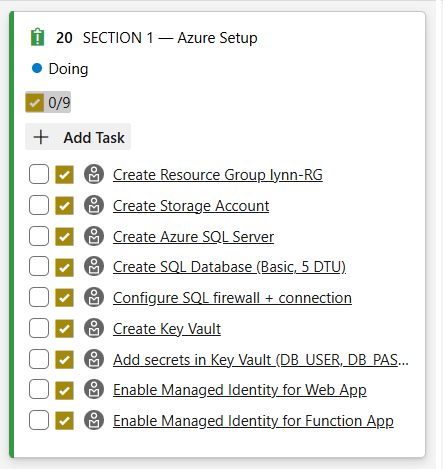 20 SECTION 1 — Azure Setup
Doing
0/9
+ Add Task
Create Resource Group lynn-RG
Create Storage Account
Create Azure SQL Server
Create SQL Database (Basic, 5 DTU)
Configure SQL firewall + connection
Create Key Vault
Add secrets in Key Vault (DB_USER, DB_PAS...
Enable Managed Identity for Web App
Enable Managed Identity for Function App